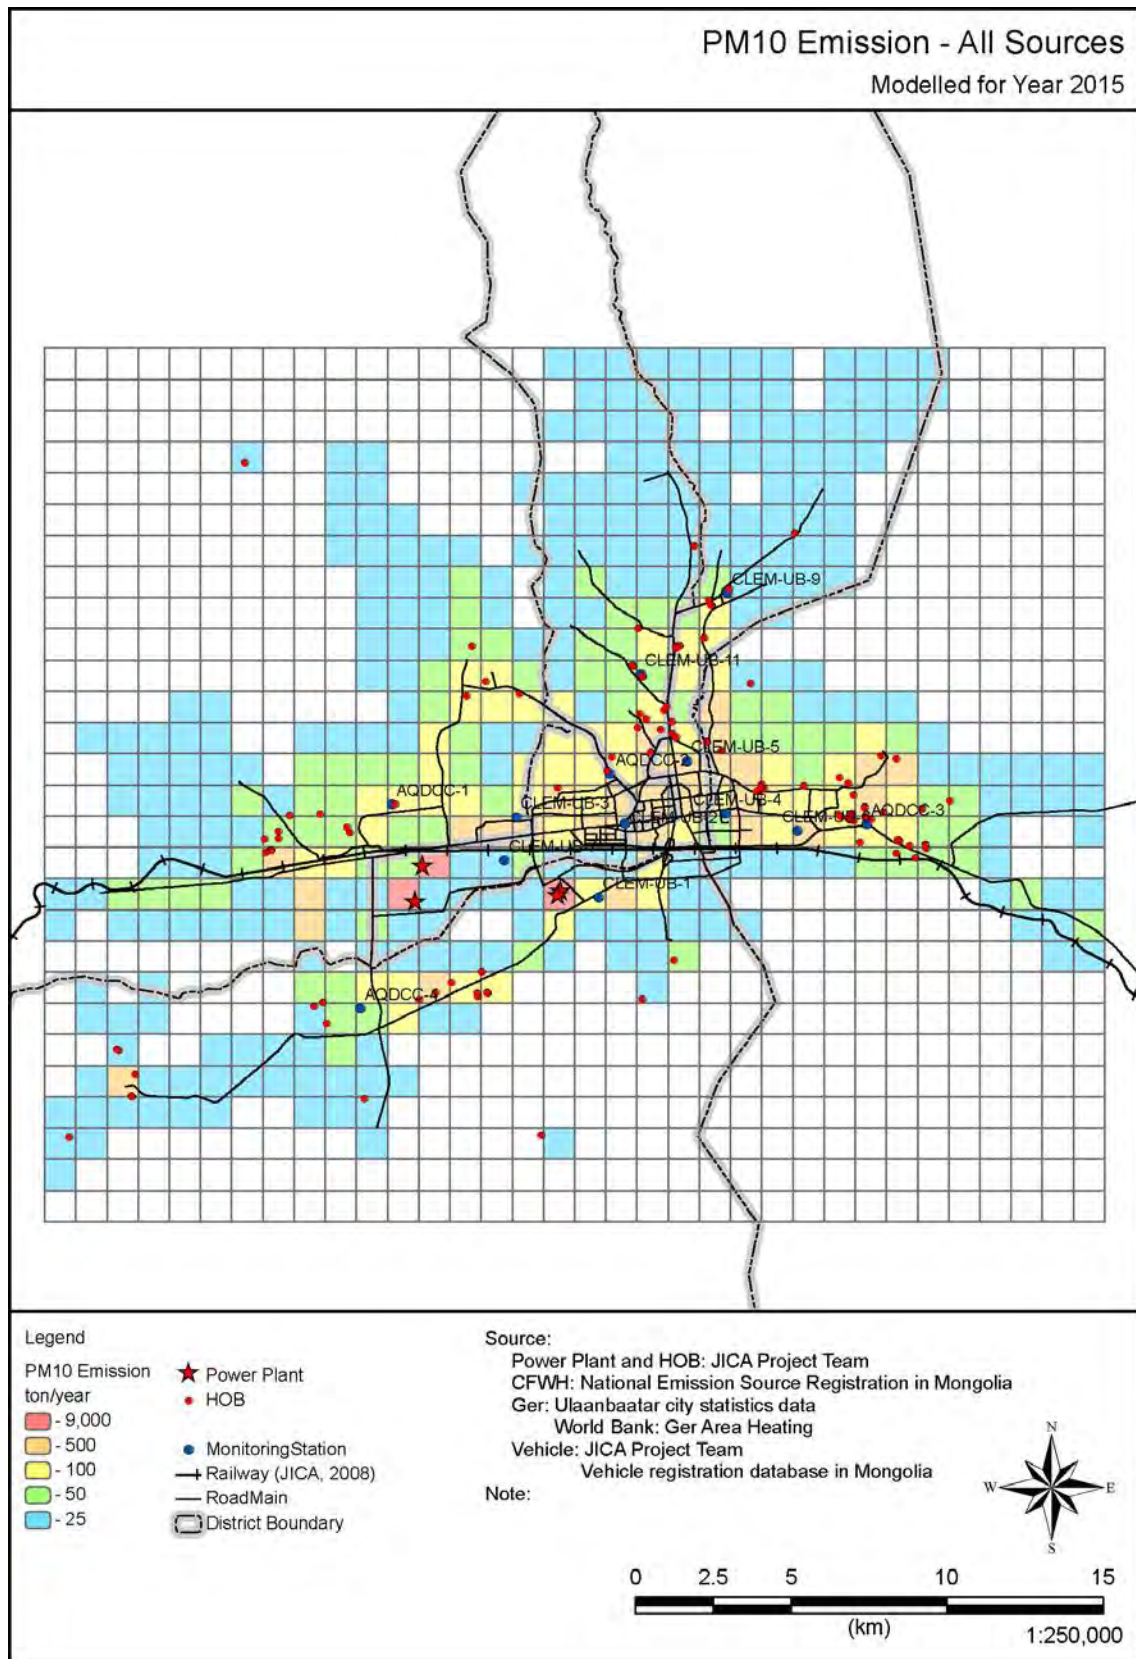 PM10 Emission - All Sources
Modelled for Year 2015
CLEM-UB-9
CLEM-UB-11
CLEM-UB-5
AQDCC-2
AQDCC-1
CLEM-UB-3
CLEM-UB-4
CLEM-UB-2
AQDCC-3
CLEM-UB-1
AQDCC-4
Legend
PM10 Emission
ton/year
- 9,000
- 500
- 100
- 50
- 25
Power Plant
HOB
MonitoringStation
Railway (JICA, 2008)
RoadMain
District Boundary
Source:
Power Plant and HOB: JICA Project Team
CFWH: National Emission Source Registration in Mongolia
Ger: Ulaanbaatar city statistics data
World Bank: Ger Area Heating
Vehicle: JICA Project Team
Vehicle registration database in Mongolia
Note:
N
W
E
S
0 2.5 5 10 15
(km)
1:250,000